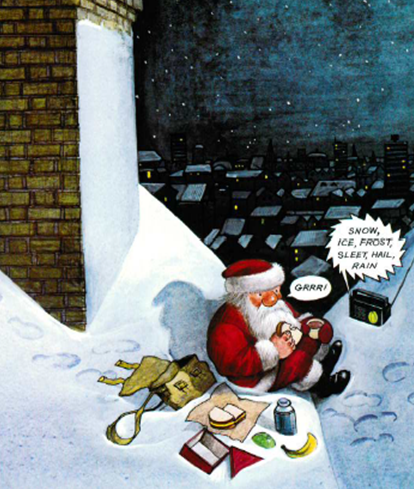 GRRR!
SNOW,
ICE, FROST,
SLEET, HAIL,
RAIN